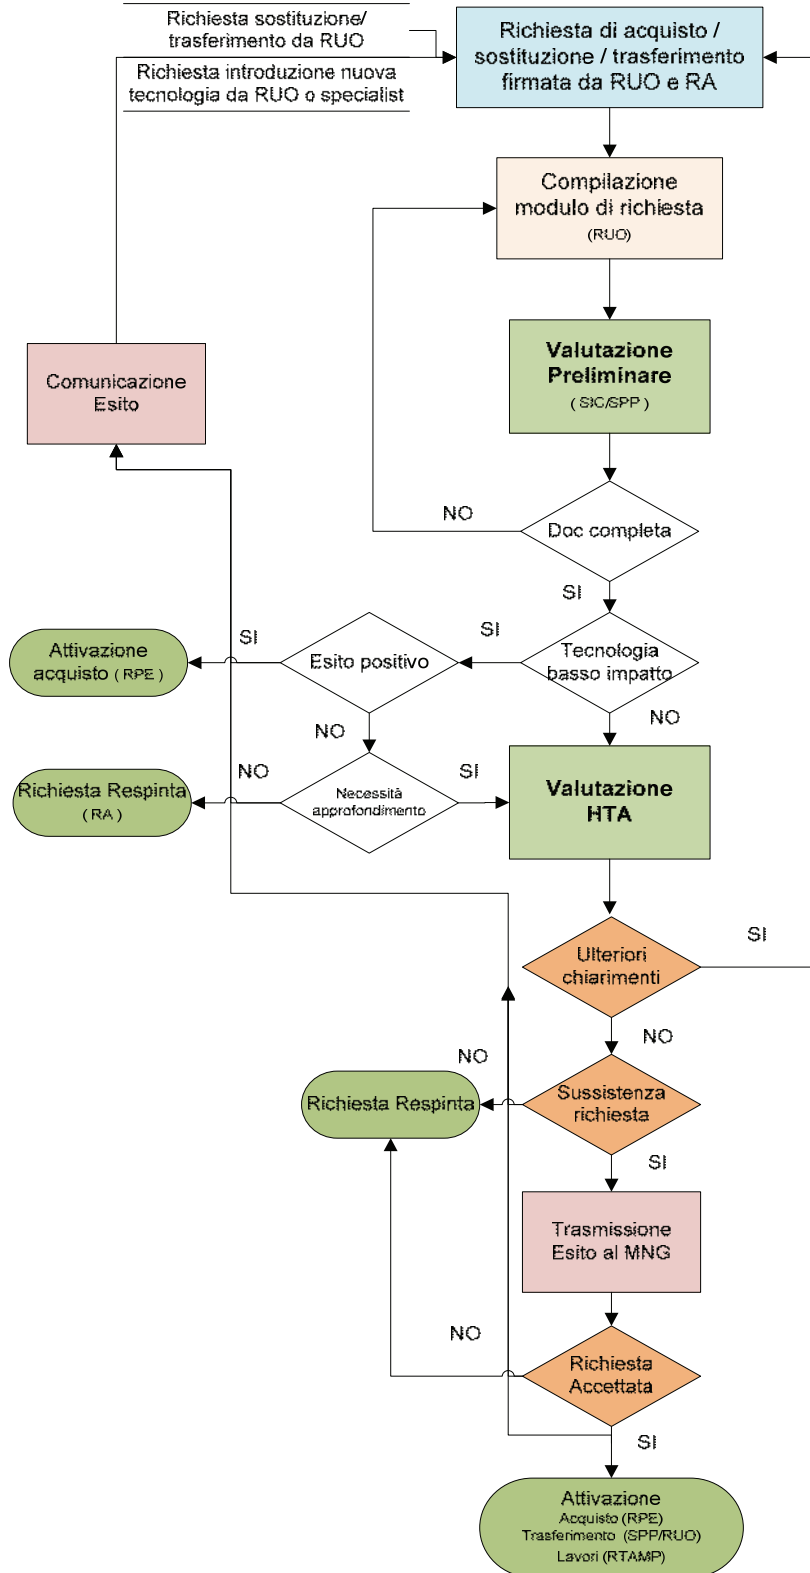 Richiesta sostituzione/
trasferimento da RUO
Richiesta introduzione nuova
tecnologia da RUO o specialist
Richiesta di acquisto /
sostituzione / trasferimento
firmata da RUO e RA
Compilazione
modulo di richiesta
(RUO)
Valutazione
Preliminare
( SIC/SPP )
Comunicazione
Esito
NO
Doc completa
SI
Tecnologia
basso impatto
SI
Esito positivo
SI
Attivazione
acquisto ( RPE )
NO
NO
Necessità
approfondimento
NO
SI
Richiesta Respinta
( RA )
Valutazione
HTA
Ulteriori
chiarimenti
SI
NO
Sussistenza
richiesta
NO
Richiesta Respinta
SI
Trasmissione
Esito al MNG
Richiesta
Accettata
NO
SI
Attivazione
Acquisto (RPE)
Trasferimento (SPP/RUO)
Lavori (RTAMP)